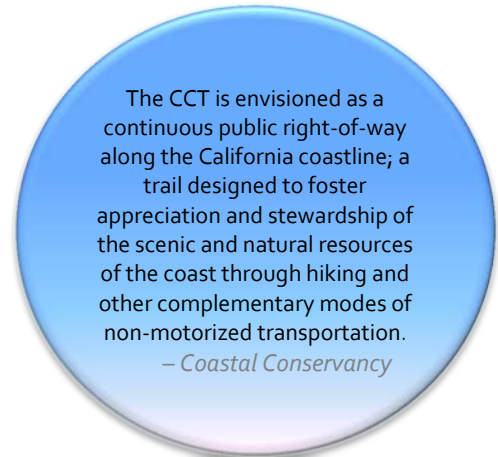 The CCT is envisioned as a
continuous public right-of-way
along the California coastline; a
trail designed to foster
appreciation and stewardship of
the scenic and natural resources
of the coast through hiking and
other complementary modes of
non-motorized transportation.
– Coastal Conservancy